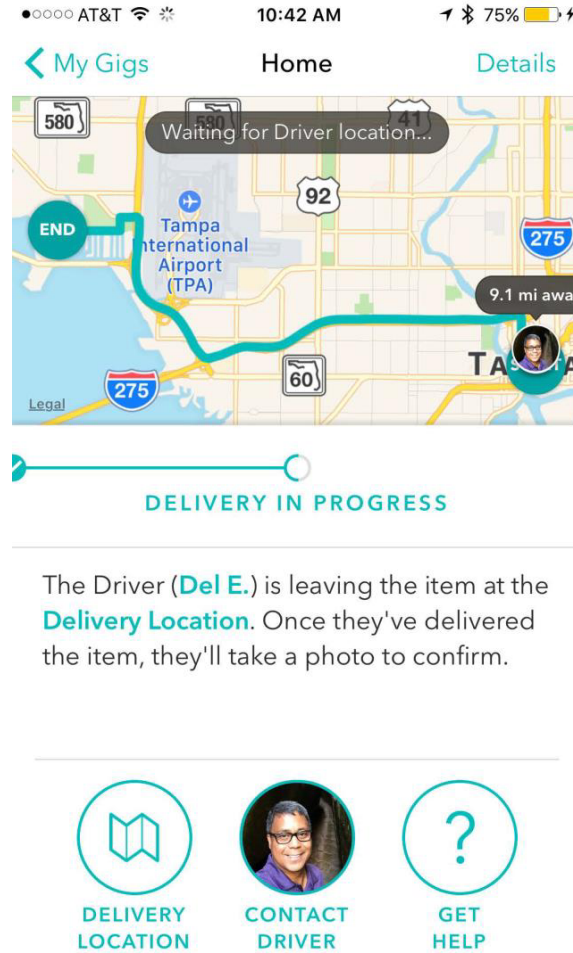 AT&T 10:42 AM 75%
My Gigs Home Details
580 580 41
Waiting for Driver location...
92
END
Tampa
nternational
Airport
(TPA)
275
9.1 mi awa
60
TA
275
Legal
DELIVERY IN PROGRESS
The Driver (Del E.) is leaving the item at the
Delivery Location. Once they've delivered
the item, they'll take a photo to confirm.
?
DELIVERY
LOCATION
CONTACT
DRIVER
GET
HELP